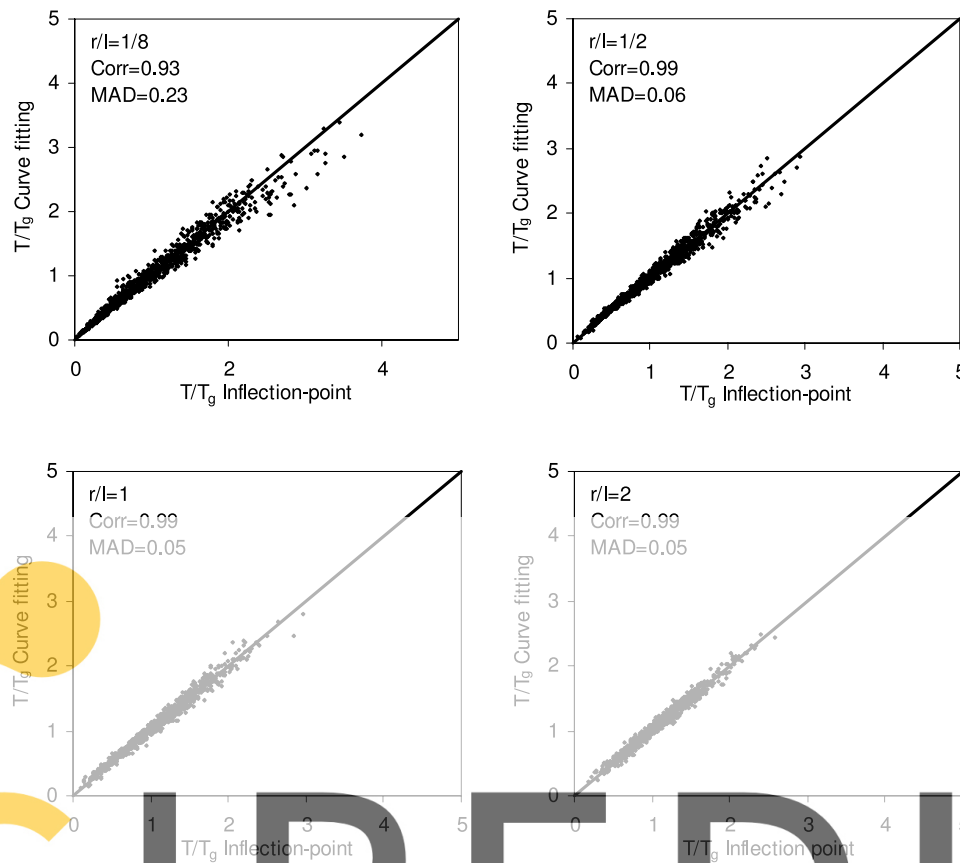 5
4
3
2
1
0
T/Tg Curve fitting
r/l=1/8
Corr=0.93
MAD=0.23
0 2 4
T/Tg Inflection-point
5
4
3
2
1
0
T/Tg Curve fitting
r/l=1/2
Corr=0.99
MAD=0.06
0 1 2 3 4 5
T/Tg Inflection-point
5
4
3
2
1
0
T/Tg Curve fitting
r/l=1
Corr=0.99
MAD=0.05
0 1 2 3 4 5
T/Tg Inflection-point
5
4
3
2
1
0
T/Tg Curve fitting
r/l=2
Corr=0.99
MAD=0.05
0 1 2 3 4 5
T/Tg Inflection point